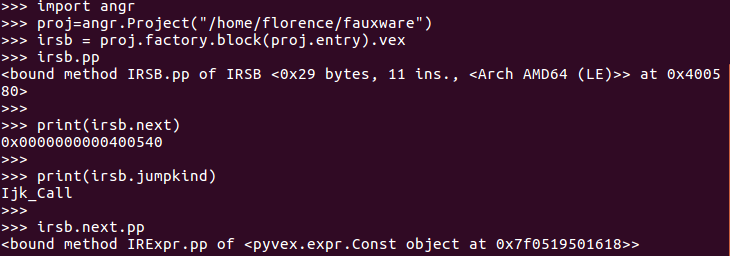 >>> import angr
>>> proj=angr.Project("/home/florence/fauxware")
>>> irsb = proj.factory.block(proj.entry).vex
>>> irsb.pp
<bound method IRSB.pp of IRSB <0x29 bytes, 11 ins., <Arch AMD64 (LE)>> at 0x4005
80>
>>>
>>> print(irsb.next)
0x0000000000400540
>>>
>>> print(irsb.jumpkind)
Ijk_Call
>>>
>>> irsb.next.pp
<bound method IRExpr.pp of <pyvex.expr.Const object at 0x7f0519501618>>